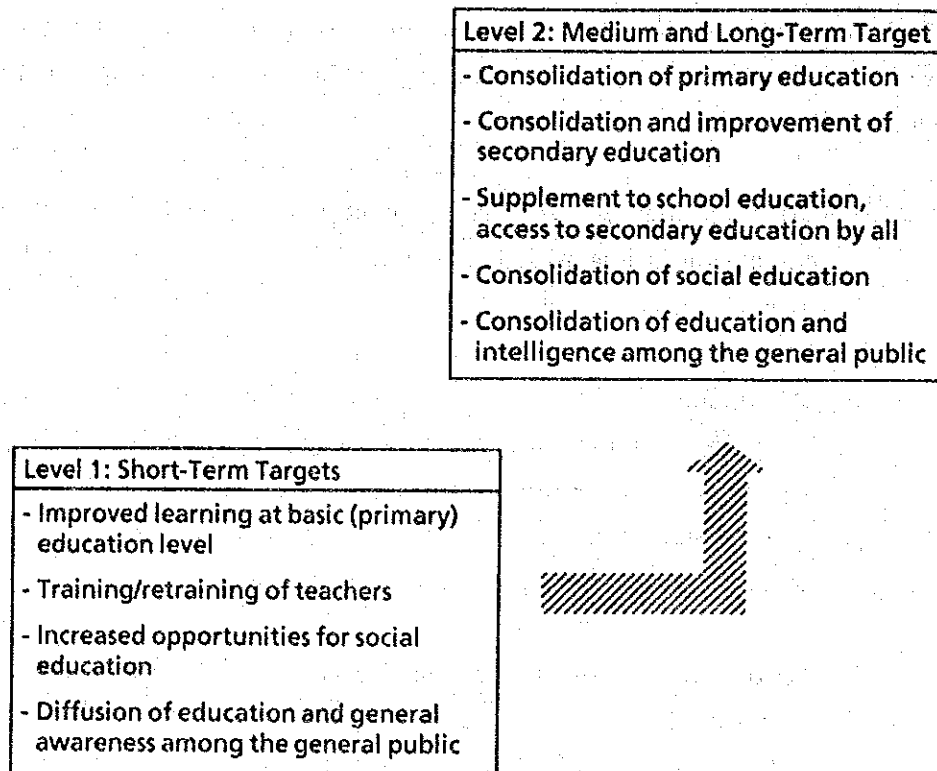 Level 2: Medium and Long-Term Target
- Consolidation of primary education
- Consolidation and improvement of
secondary education
- Supplement to school education,
access to secondary education by all
- Consolidation of social education
- Consolidation of education and
intelligence among the general public
Level 1: Short-Term Targets
- Improved learning at basic (primary)
education level
- Training/retraining of teachers
- Increased opportunities for social
education
- Diffusion of education and general
awareness among the general public